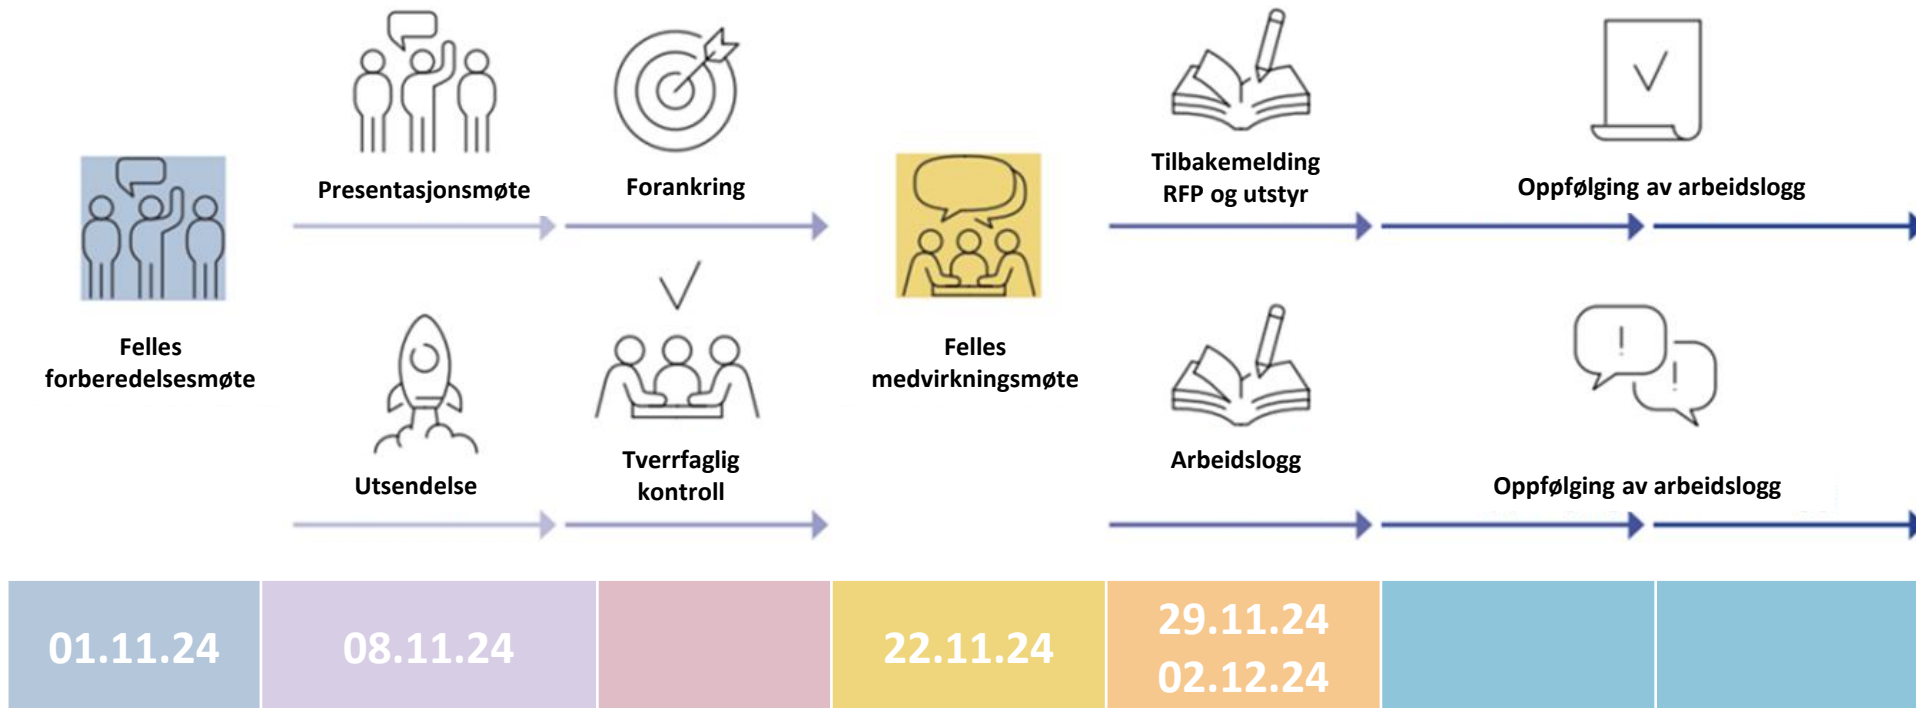 Presentasjonsmøte
Forankring
Tilbakemelding
RFP og utstyr
Oppfølging av arbeidslogg
Felles
forberedelsesmøte
Felles
medvirkningsmøte
Utsendelse
Tverrfaglig
kontroll
Arbeidslogg
Oppfølging av arbeidslogg
01.11.24
08.11.24
22.11.24
29.11.24
02.12.24